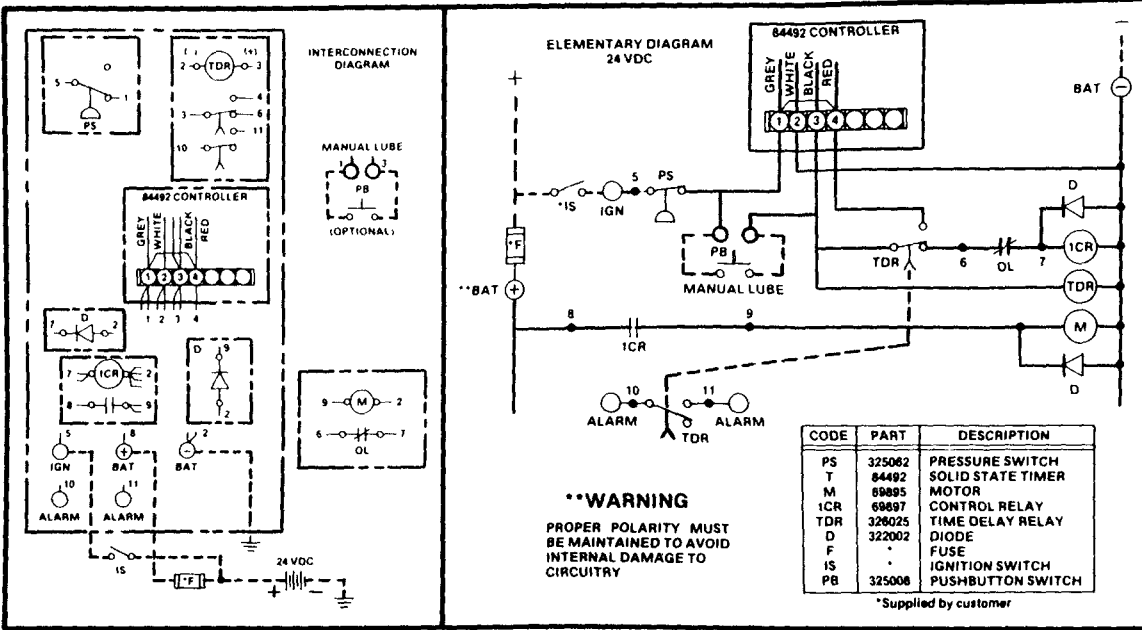 INTERCONNECTION
DIAGRAM
5
1
PS
(-) (+)
2 TDR 3
4
3 6
11
10
MANUAL LUBE
1 3
PB
(OPTIONAL)
84492 CONTROLLER
GREY
WHITE
BLACK
RED
1 2 3 4
1 2 3 4
D
7 2
D 9
2
7 1CR 2
8 9
9 M 2
6 7
OL
5 8 2
IGN BAT BAT
+ -
10 11
ALARM ALARM
IS
*F
24 VDC
+ -
ELEMENTARY DIAGRAM
24 VDC
84492 CONTROLLER
GREY
WHITE
BLACK
RED
1 2 3 4
+
-
BAT -
*IS
IGN
5
PS
PB
MANUAL LUBE
*F
**BAT +
TDR
6
OL
7
D
1CR
TDR
M
D
8
1CR
9
ALARM
10
11
TDR
ALARM
**WARNING
PROPER POLARITY MUST
BE MAINTAINED TO AVOID
INTERNAL DAMAGE TO
CIRCUITRY
CODE PART DESCRIPTION
PS 325062 PRESSURE SWITCH
T 84492 SOLID STATE TIMER
M 69895 MOTOR
1CR 69897 CONTROL RELAY
TDR 326025 TIME DELAY RELAY
D 322002 DIODE
F * FUSE
IS * IGNITION SWITCH
PB 325008 PUSHBUTTON SWITCH
*Supplied by customer